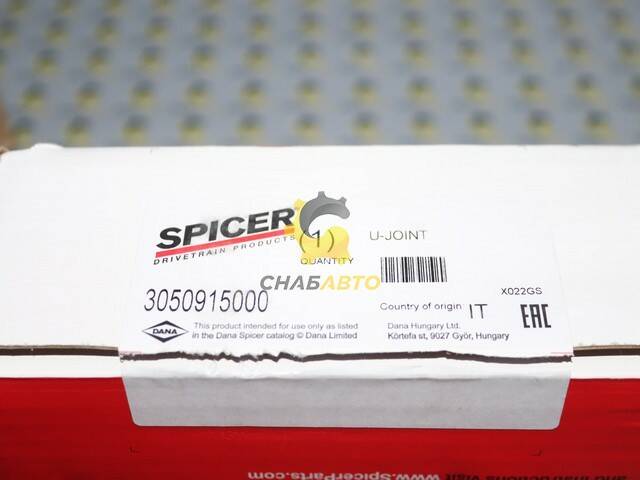 SPICER®
DRIVETRAIN PRODUCTS
(1)
QUANTITY
U-JOINT
СНАБАВТО
3050915000
X022GS
Country of origin IT
EAC
DANA
This product intended for use only as listed
in the Dana Spicer catalog © Dana Limited
Dana Hungary Ltd.
Körtefa st, 9027 Győr, Hungary
www.SpicerParts.com